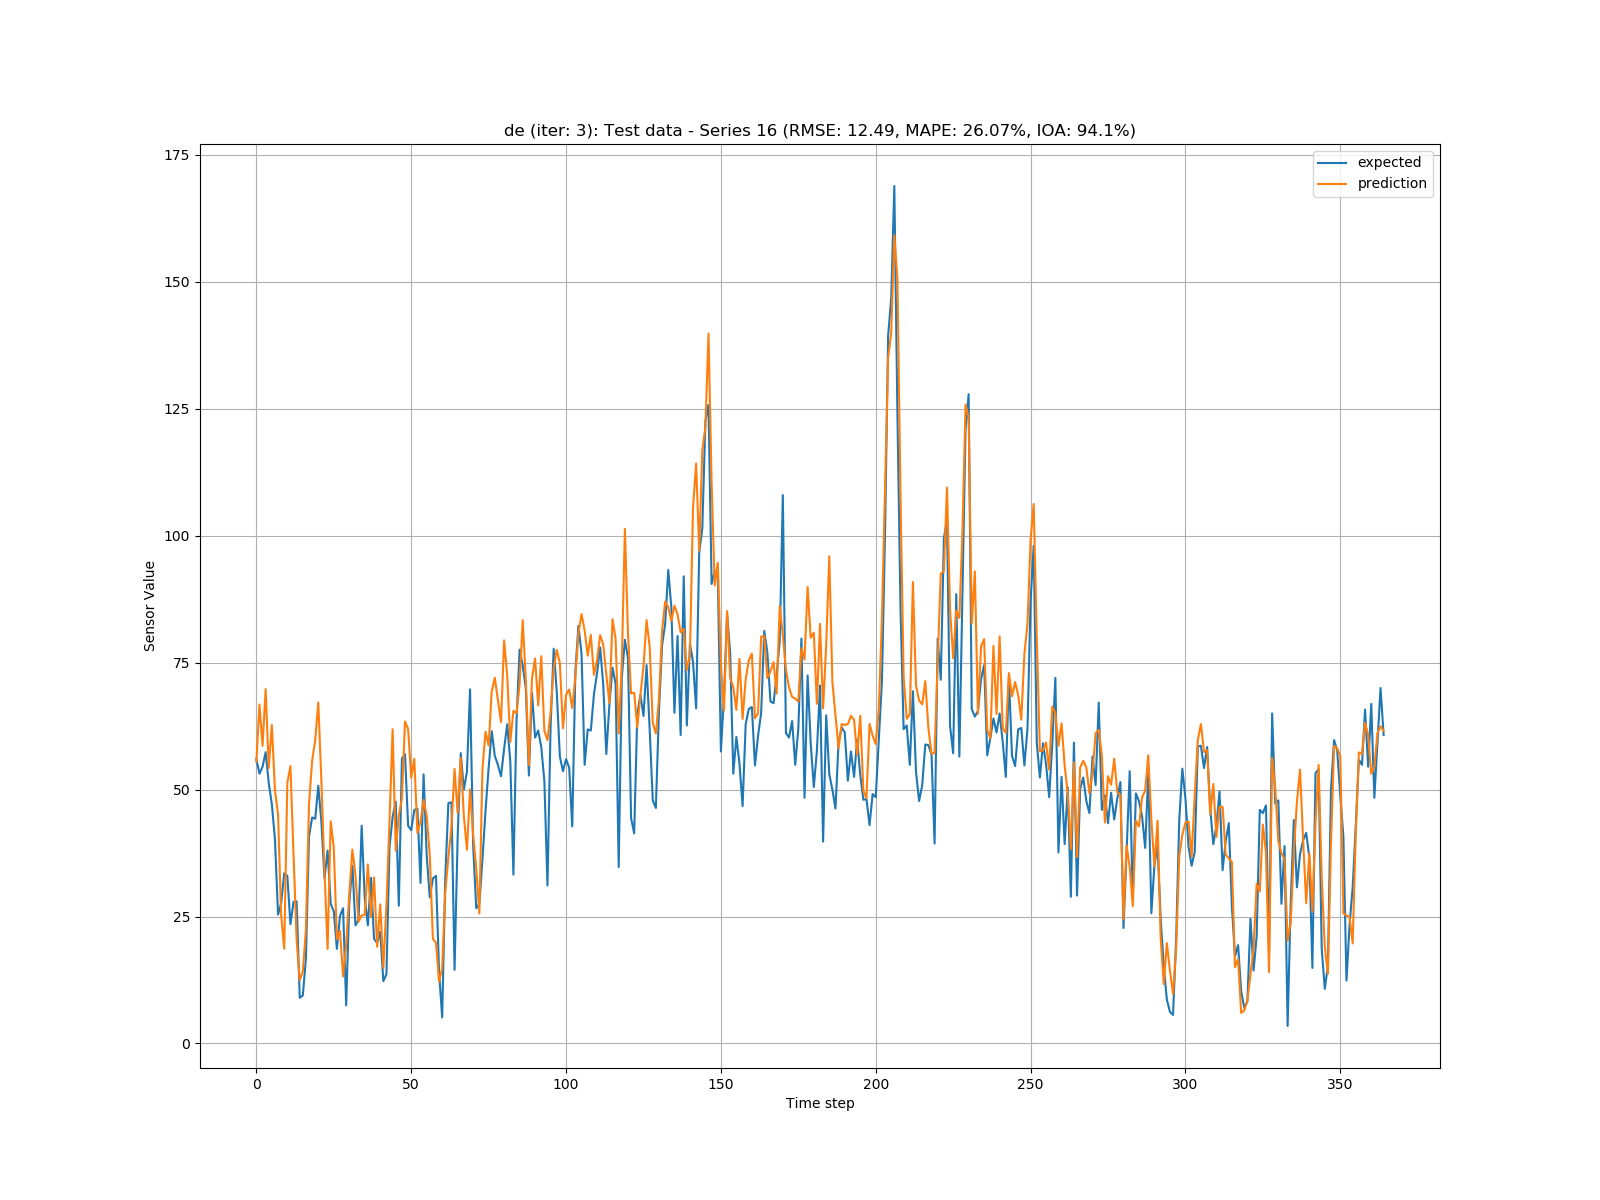 de (iter: 3): Test data - Series 16 (RMSE: 12.49, MAPE: 26.07%, IOA: 94.1%)
expected
prediction
175
150
125
100
75
50
25
0
Sensor Value
0 50 100 150 200 250 300 350
Time step